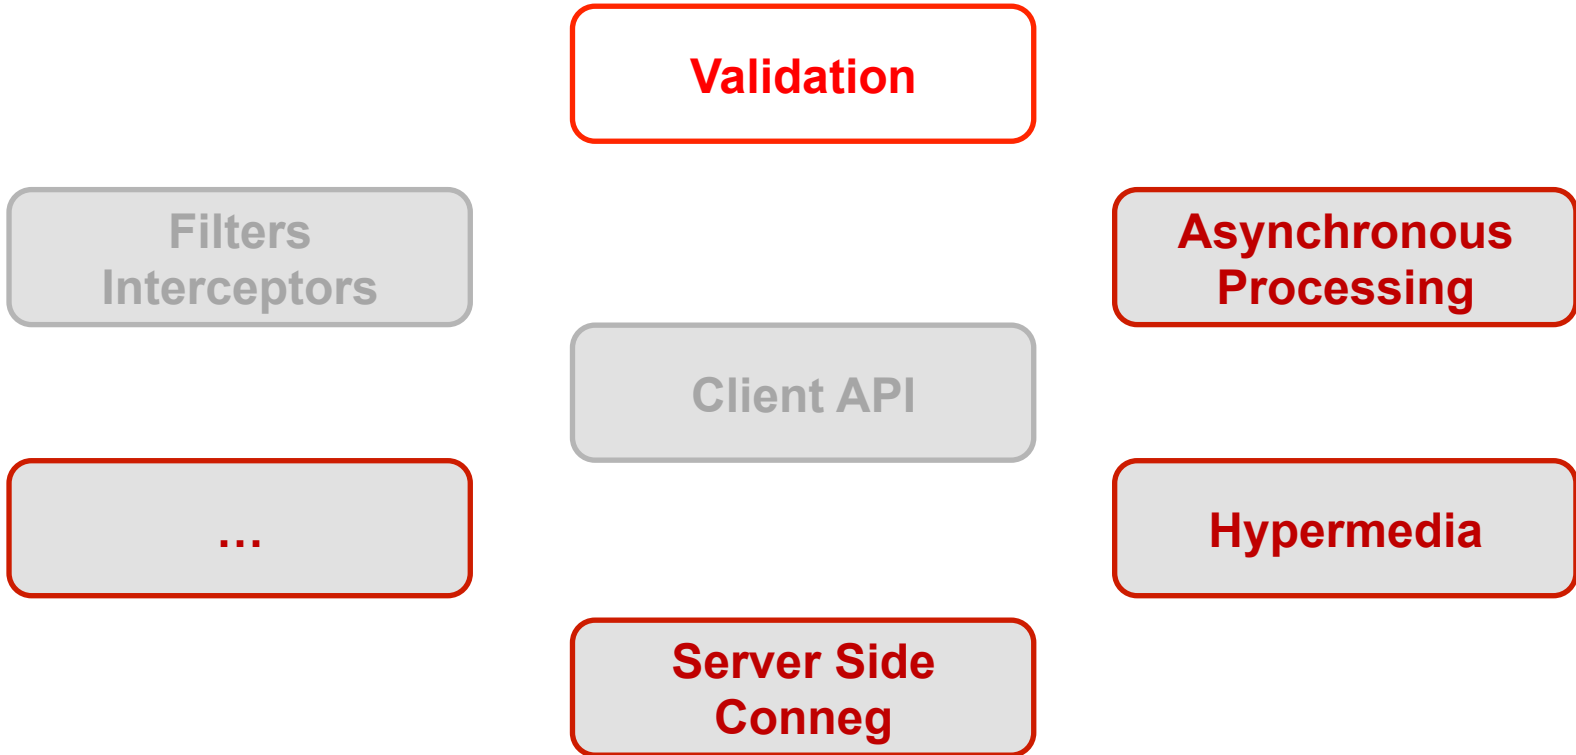 Validation
Filters
Interceptors
Asynchronous
Processing
Client API
...
Hypermedia
Server Side
Conneg